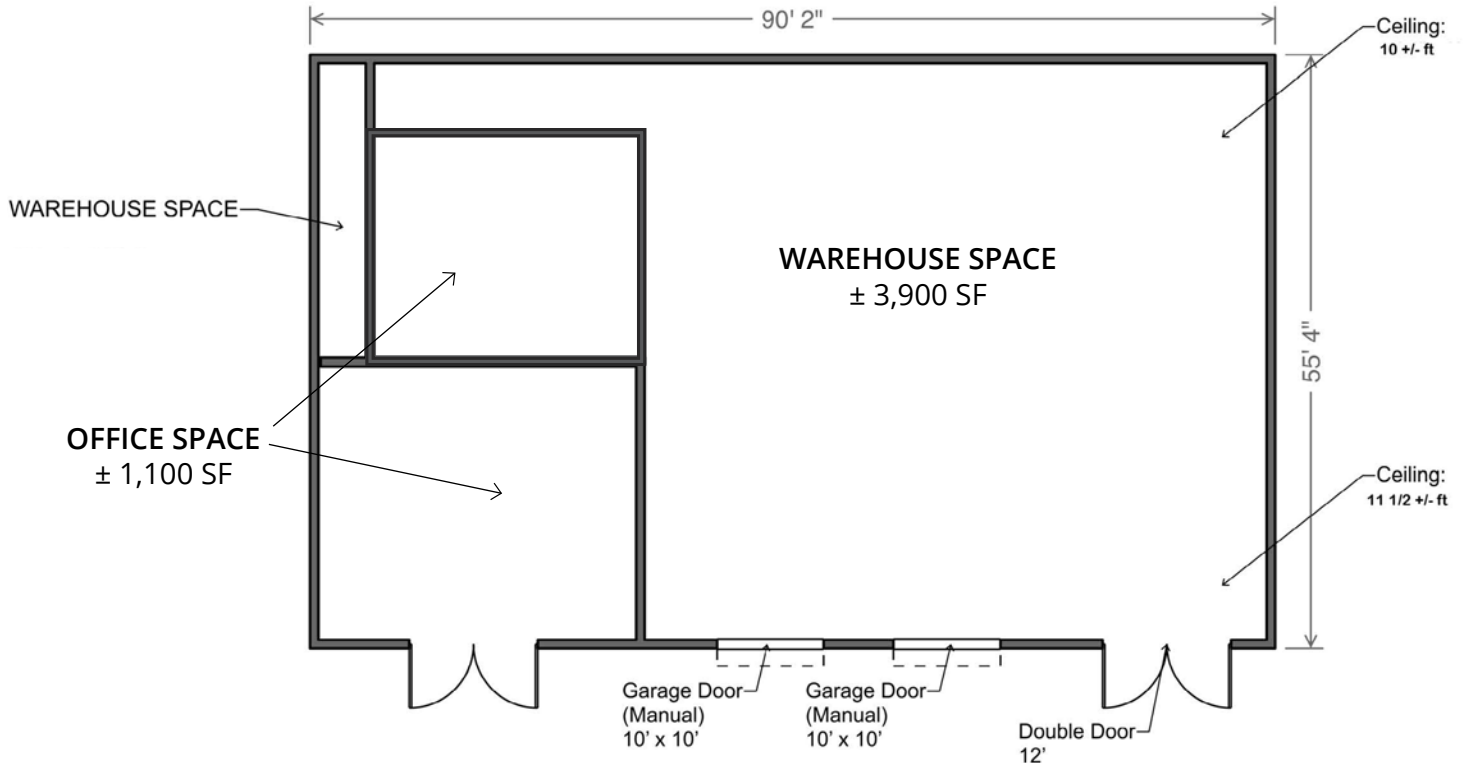 90' 2"
Ceiling:
10 +/- ft
WAREHOUSE SPACE
WAREHOUSE SPACE
± 3,900 SF
55' 4"
OFFICE SPACE
± 1,100 SF
Ceiling:
11 1/2 +/- ft
Garage Door
(Manual)
10’ x 10’
Garage Door
(Manual)
10’ x 10’
Double Door
12’